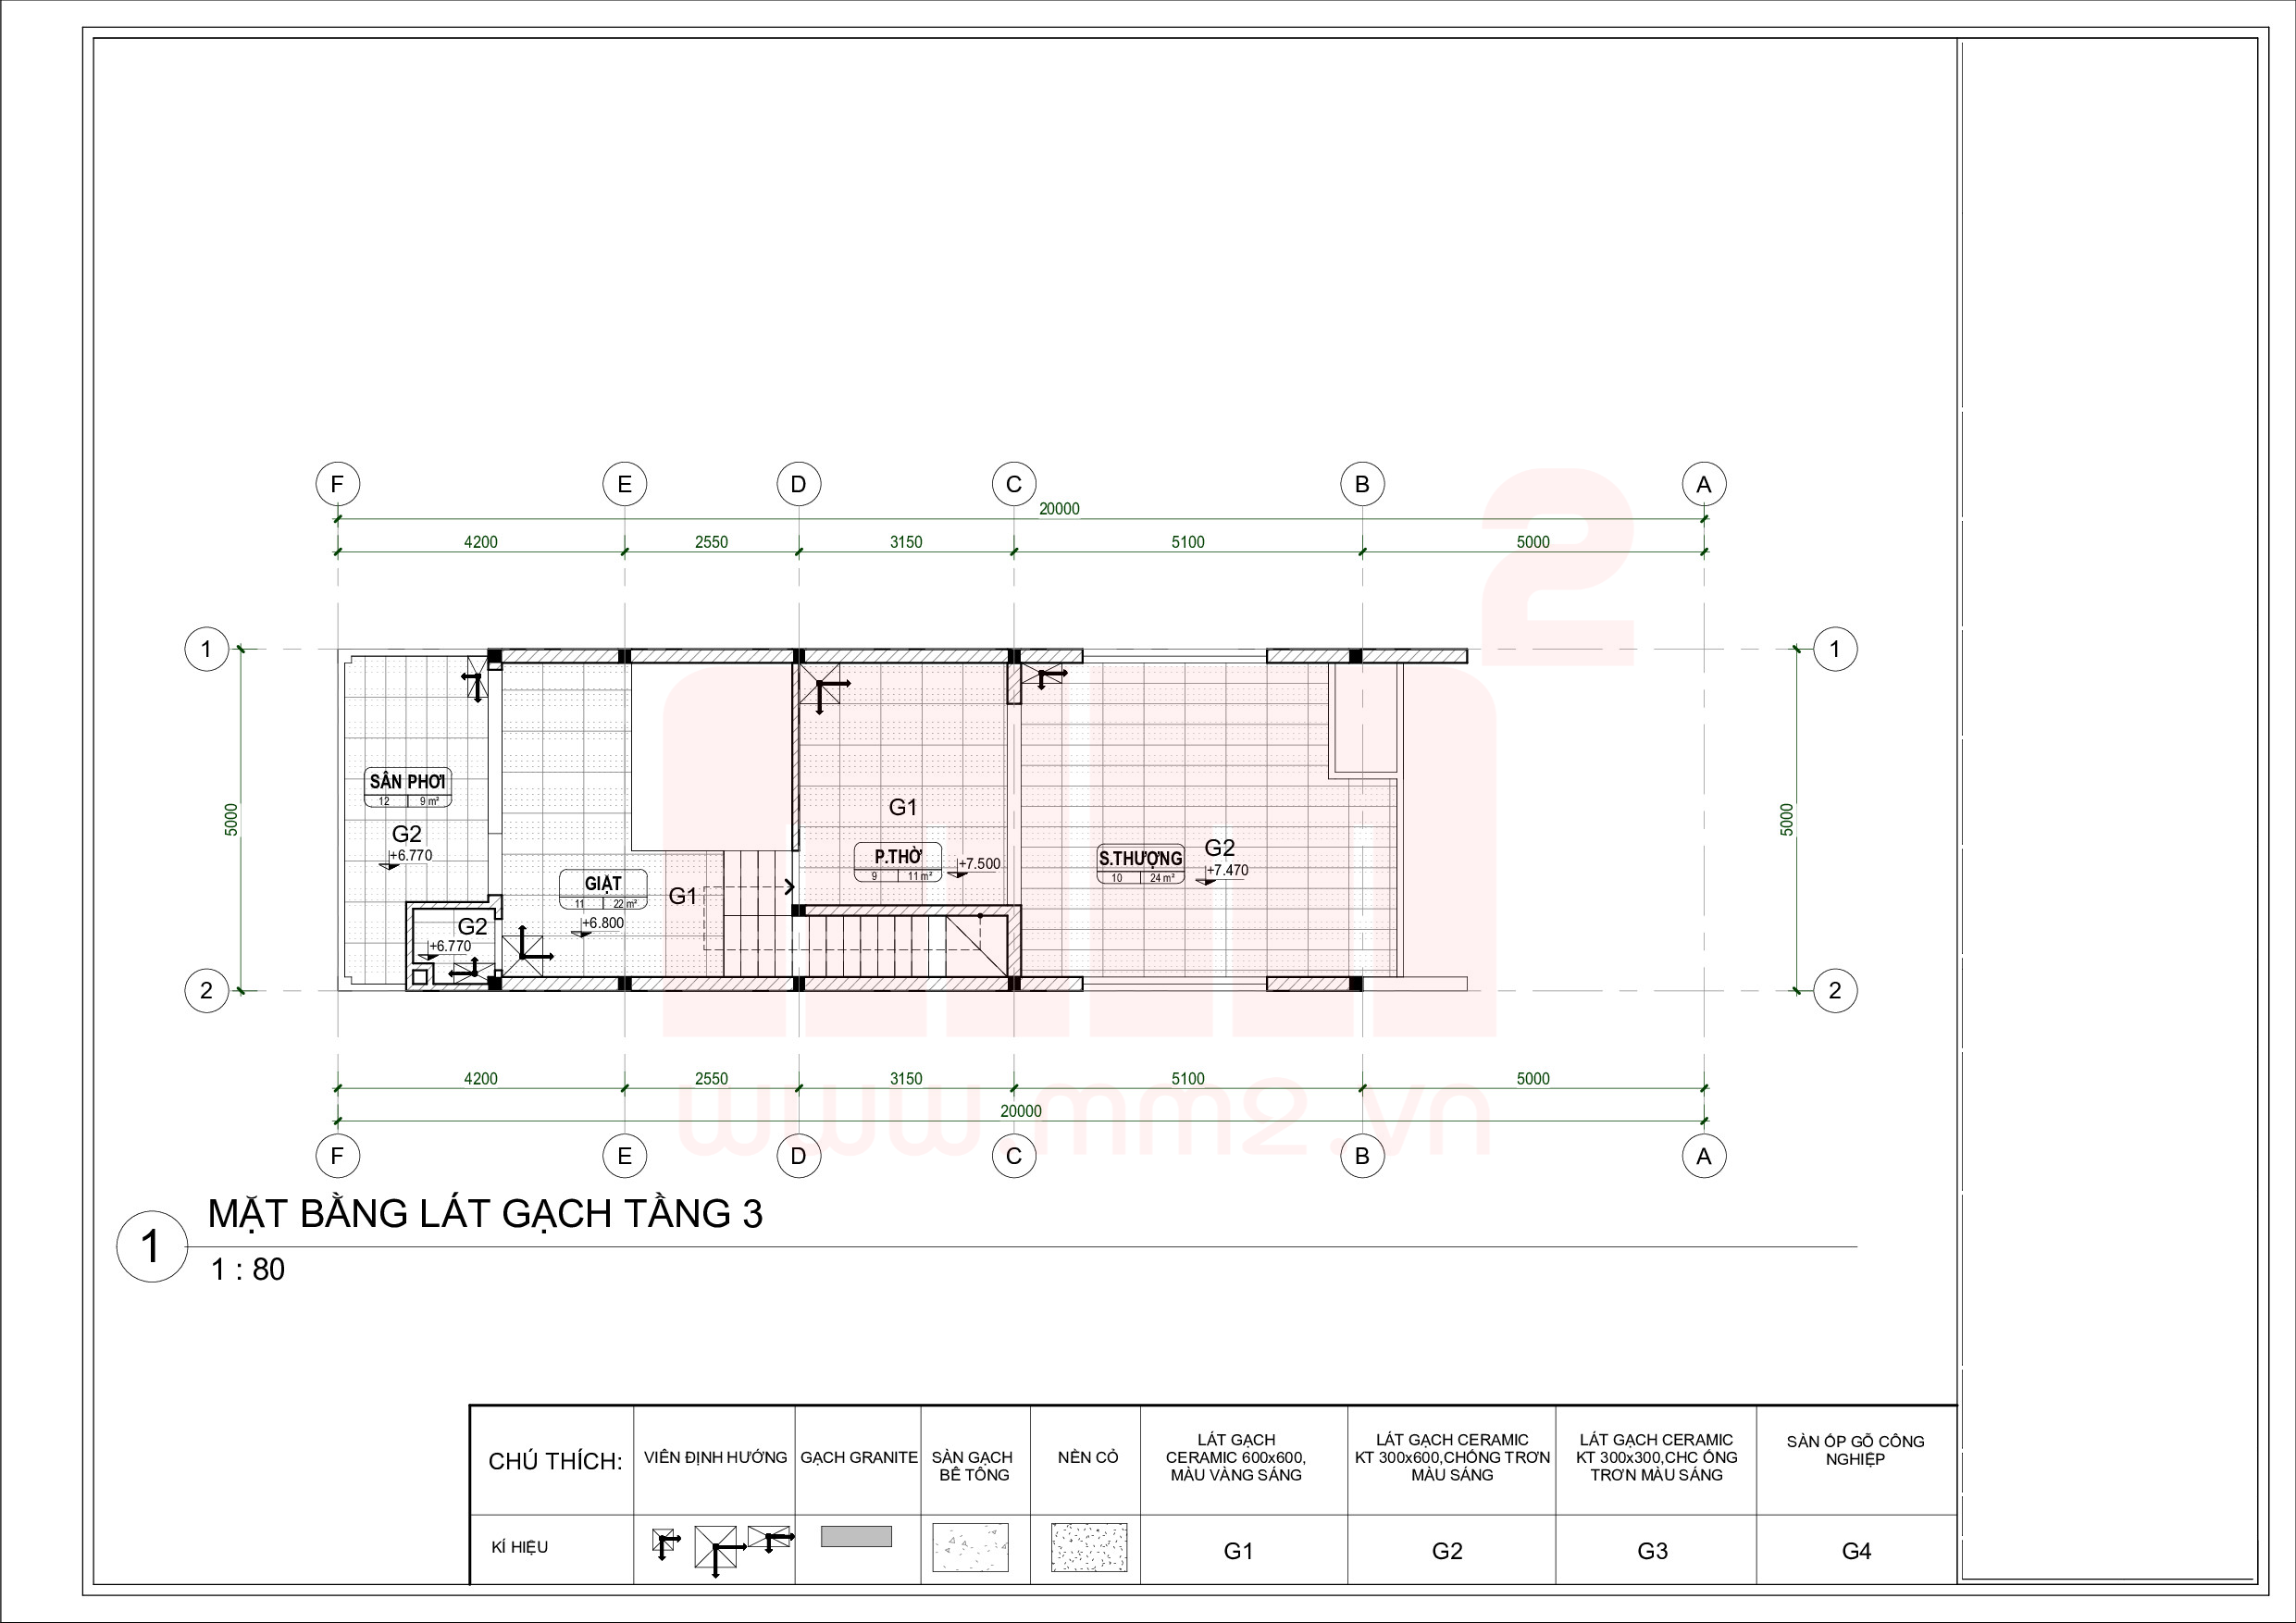 F E D C B A
20000
4200 2550 3150 5100 5000
1 1
SÂN PHƠI
12 9 m²
G2
+6.770
5000
G1
P.THỜ
9 11 m²
+7.500
S.THƯỢNG
10 24 m²
G2
+7.470
5000
GIẶT
11 22 m²
G1
+6.800
G2
+6.770
2 2
4200 2550 3150 5100 5000
20000
F E D C B A
2
www.mm2.vn
1
MẶT BẰNG LÁT GẠCH TẦNG 3
1 : 80
CHÚ THÍCH:
VIÊN ĐỊNH HƯỚNG
GẠCH GRANITE
SÀN GẠCH
BÊ TÔNG
NỀN CỎ
LÁT GẠCH
CERAMIC 600x600,
MÀU VÀNG SÁNG
LÁT GẠCH CERAMIC
KT 300x600,CHỐNG TRƠN
MÀU SÁNG
LÁT GẠCH CERAMIC
KT 300x300,CHC ỐNG
TRƠN MÀU SÁNG
SÀN ỐP GỖ CÔNG
NGHIỆP
KÍ HIỆU
G1
G2
G3
G4